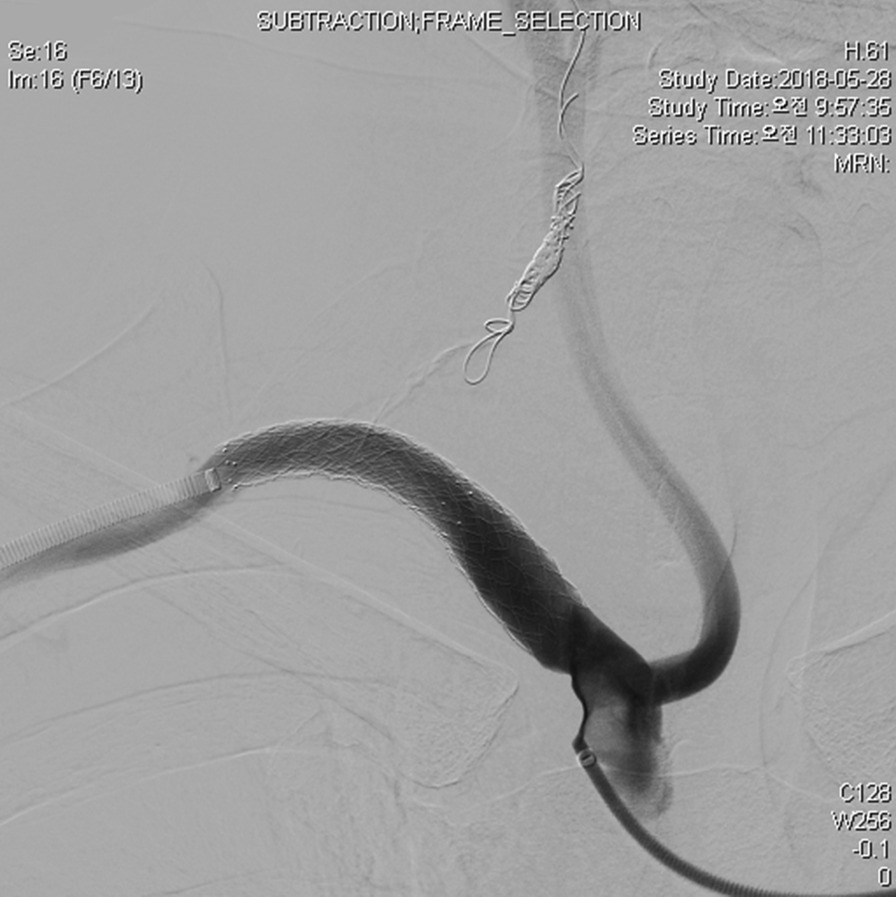 SUBTRACTION;FRAME_SELECTION
Se:16
Im:16 (F6/13)
H.61
Study Date:2018-05-28
Study Time:오전 9:57:35
Series Time:오전 11:33:03
MRN:
C128
W256
-0.1
0